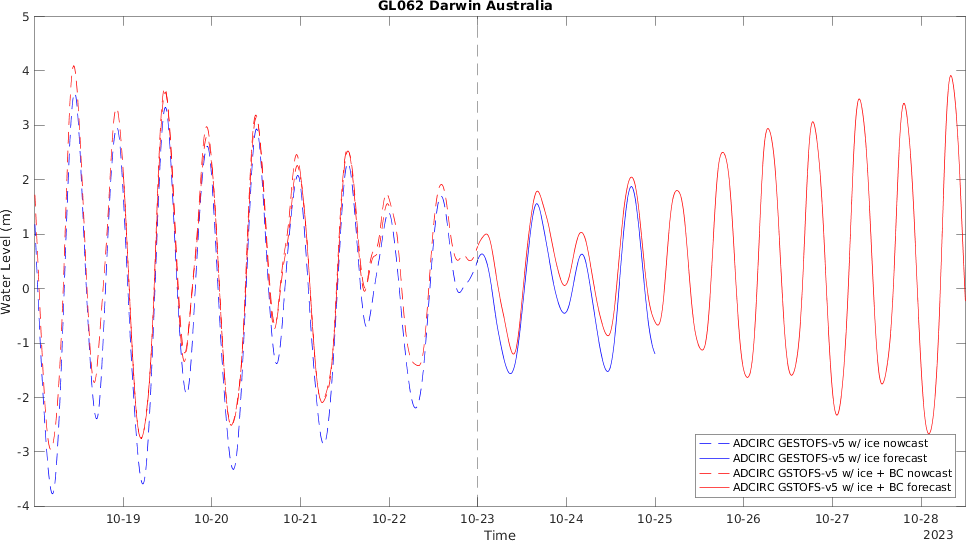 GL062 Darwin Australia
5
4
3
2
1
0
-1
-2
-3
-4
Water Level (m)
ADCIRC GESTOFS-v5 w/ ice nowcast
ADCIRC GESTOFS-v5 w/ ice forecast
ADCIRC GSTOFS-v5 w/ ice + BC nowcast
ADCIRC GSTOFS-v5 w/ ice + BC forecast
10-19 10-20 10-21 10-22 10-23 10-24 10-25 10-26 10-27 10-28
Time
2023